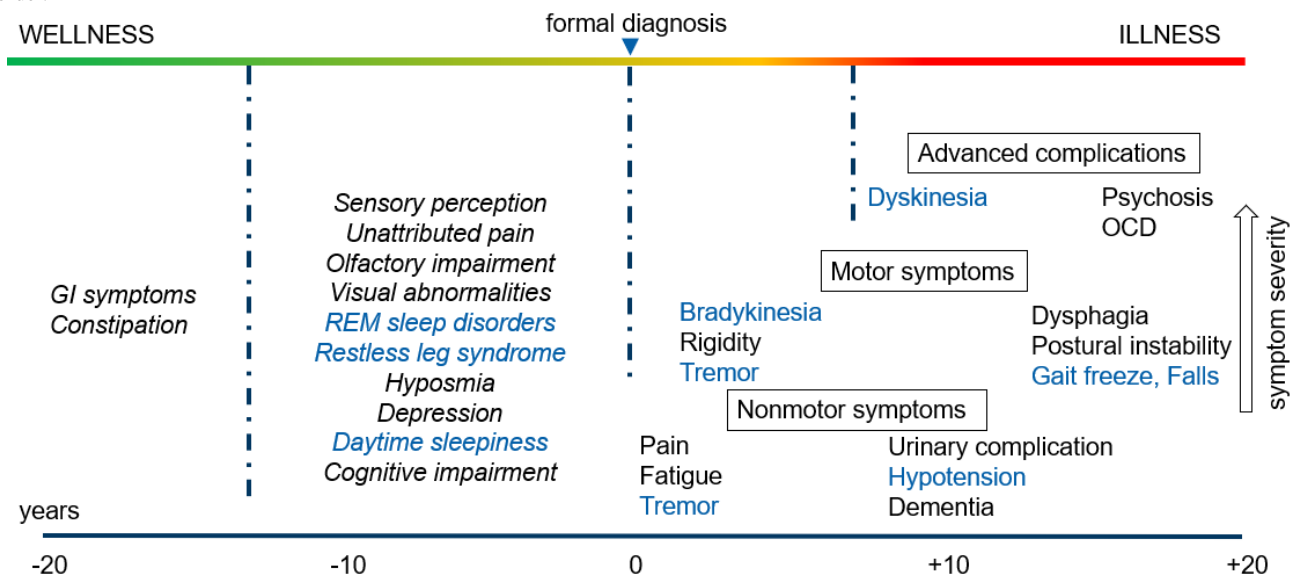 formal diagnosis
WELLNESS
ILLNESS
GI symptoms
Constipation
Sensory perception
Unattributed pain
Olfactory impairment
Visual abnormalities
REM sleep disorders
Restless leg syndrome
Hyposmia
Depression
Daytime sleepiness
Cognitive impairment
Advanced complications
Dyskinesia
Psychosis
OCD
Motor symptoms
Bradykinesia
Rigidity
Tremor
Dysphagia
Postural instability
Gait freeze, Falls
Nonmotor symptoms
Pain
Fatigue
Tremor
Urinary complication
Hypotension
Dementia
symptom severity
years
-20
-10
0
+10
+20